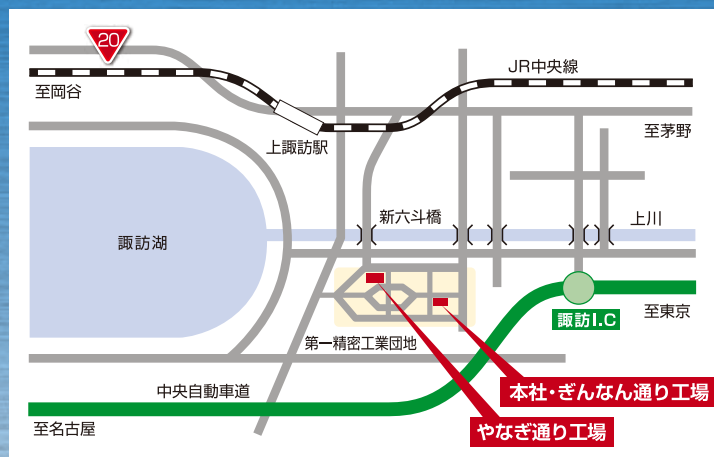 20
JR中央線
至岡谷
至茅野
上諏訪駅
新六斗橋
上川
諏訪湖
至東京
諏訪I.C
第一精密工業団地
中央自動車道
本社・ぎんなん通り工場
至名古屋
やなぎ通り工場